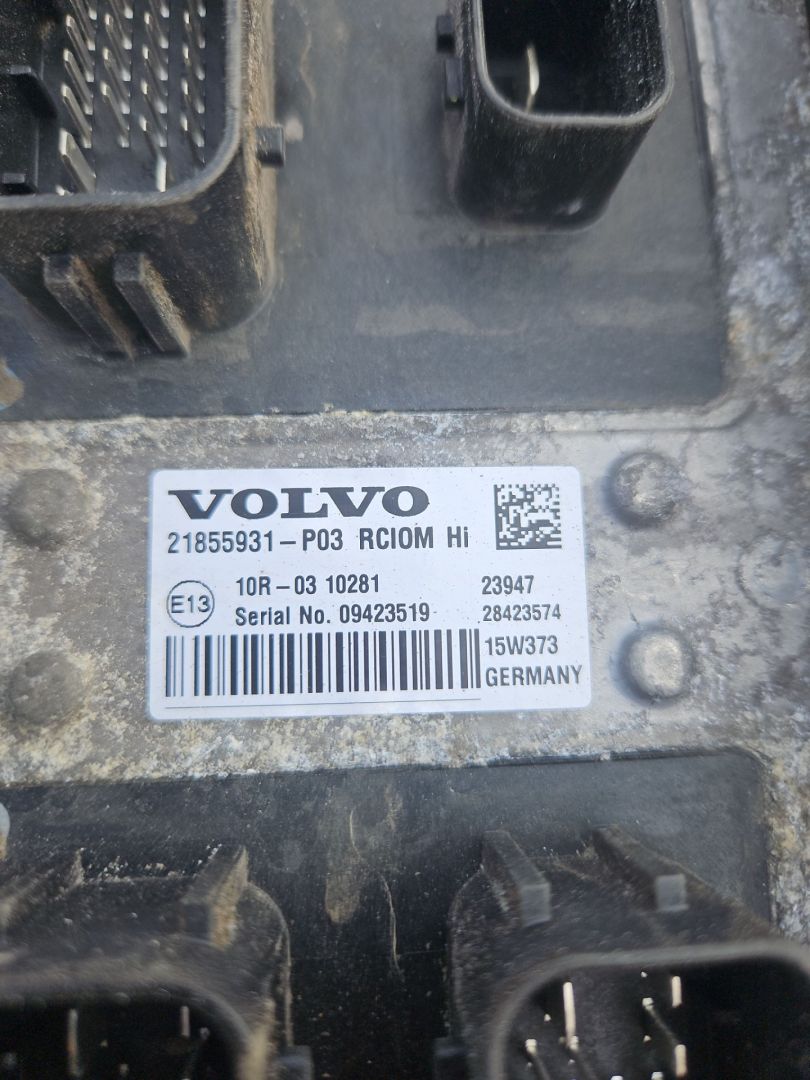 VOLVO
21855931-P03 RCIOM Hi
E13
10R-03 10281 23947
Serial No. 09423519 28423574
15W373
GERMANY